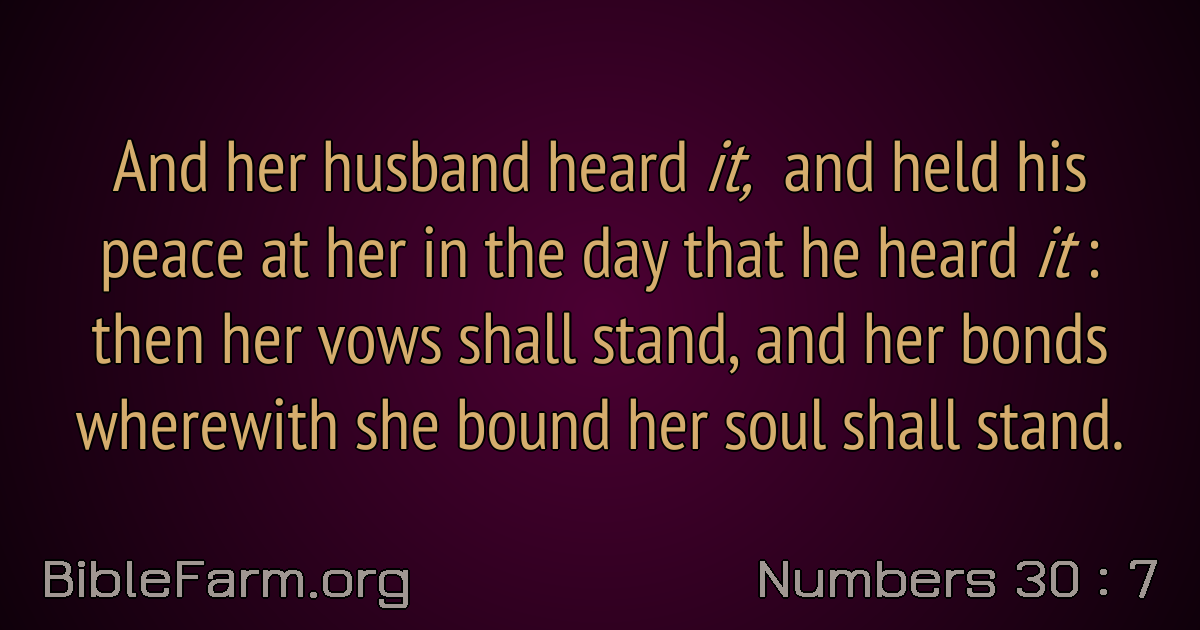 And her husband heard it, and held his
peace at her in the day that he heard it :
then her vows shall stand, and her bonds
wherewith she bound her soul shall stand.
BibleFarm.org
Numbers 30 : 7